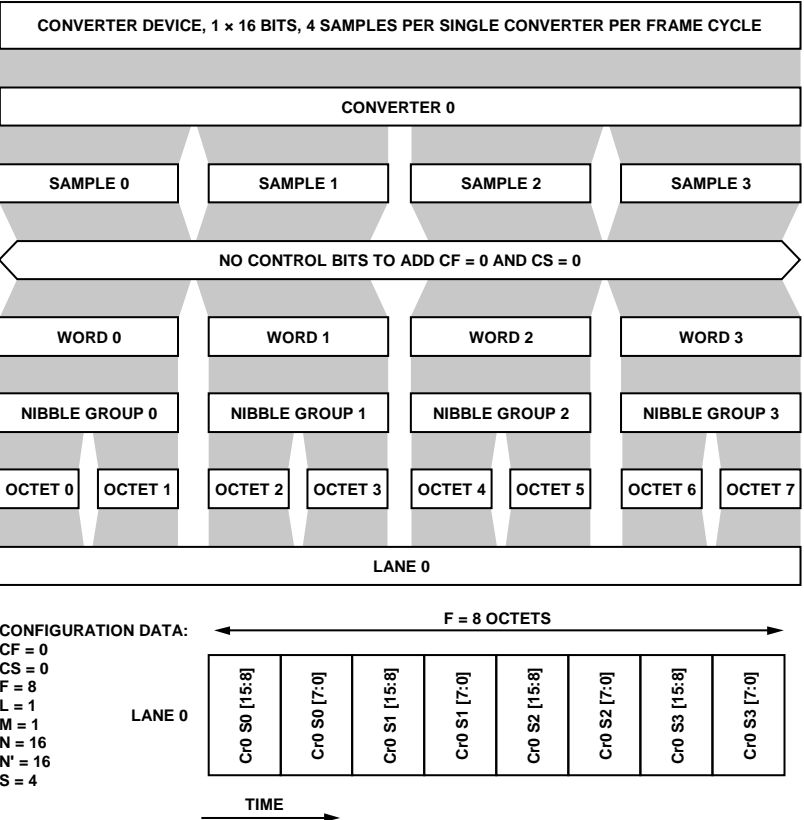 CONVERTER DEVICE, 1 × 16 BITS, 4 SAMPLES PER SINGLE CONVERTER PER FRAME CYCLE
CONVERTER 0
SAMPLE 0
SAMPLE 1
SAMPLE 2
SAMPLE 3
NO CONTROL BITS TO ADD CF = 0 AND CS = 0
WORD 0
WORD 1
WORD 2
WORD 3
NIBBLE GROUP 0
NIBBLE GROUP 1
NIBBLE GROUP 2
NIBBLE GROUP 3
OCTET 0
OCTET 1
OCTET 2
OCTET 3
OCTET 4
OCTET 5
OCTET 6
OCTET 7
LANE 0
CONFIGURATION DATA:
CF = 0
CS = 0
F = 8
L = 1
M = 1
N = 16
N' = 16
S = 4
F = 8 OCTETS
LANE 0
Cr0 S0 [15:8]
Cr0 S0 [7:0]
Cr0 S1 [15:8]
Cr0 S1 [7:0]
Cr0 S2 [15:8]
Cr0 S2 [7:0]
Cr0 S3 [15:8]
Cr0 S3 [7:0]
TIME